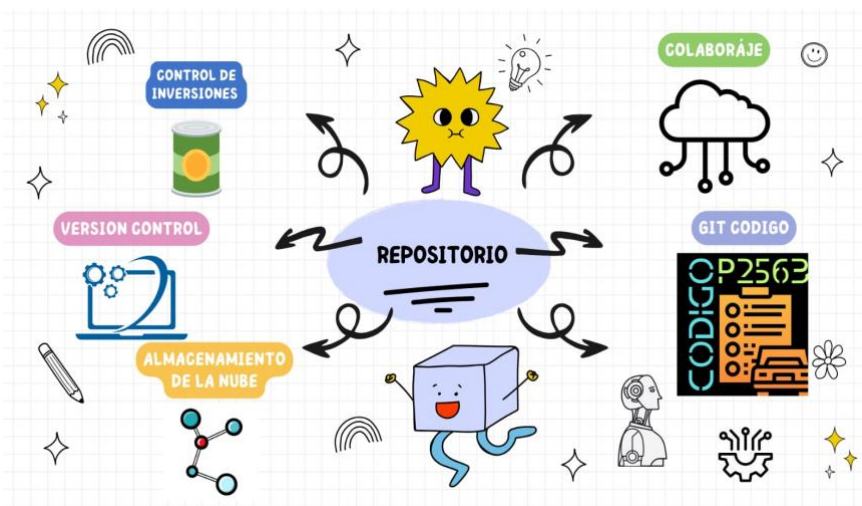 CONTROL DE
INVERSIONES
COLABORÁJE
VERSION CONTROL
REPOSITORIO
GIT CODIGO
CODIGO
P2563
ALMACENAMIENTO
DE LA NUBE